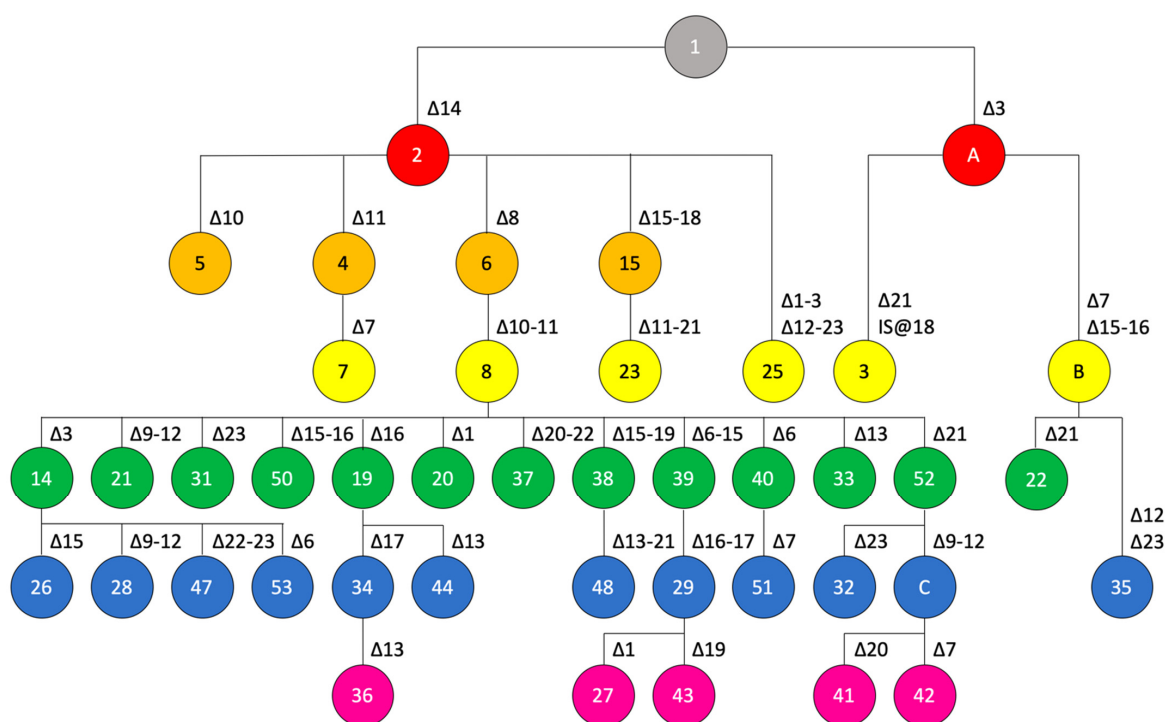 1
Δ14
Δ3
2
A
Δ10
Δ11
Δ8
Δ15-18
5
4
6
15
Δ1-3
Δ12-23
Δ21
IS@18
Δ7
Δ15-16
Δ7
Δ10-11
Δ11-21
7
8
23
25
3
B
Δ3
Δ9-12
Δ23
Δ15-16
Δ16
Δ1
Δ20-22
Δ15-19
Δ6-15
Δ6
Δ13
Δ21
Δ21
14
21
31
50
19
20
37
38
39
40
33
52
22
Δ12
Δ23
Δ15
Δ9-12
Δ22-23
Δ6
Δ17
Δ13
Δ13-21
Δ16-17
Δ7
Δ23
Δ9-12
26
28
47
53
34
44
48
29
51
32
C
35
Δ13
Δ1
Δ19
Δ20
Δ7
36
27
43
41
42